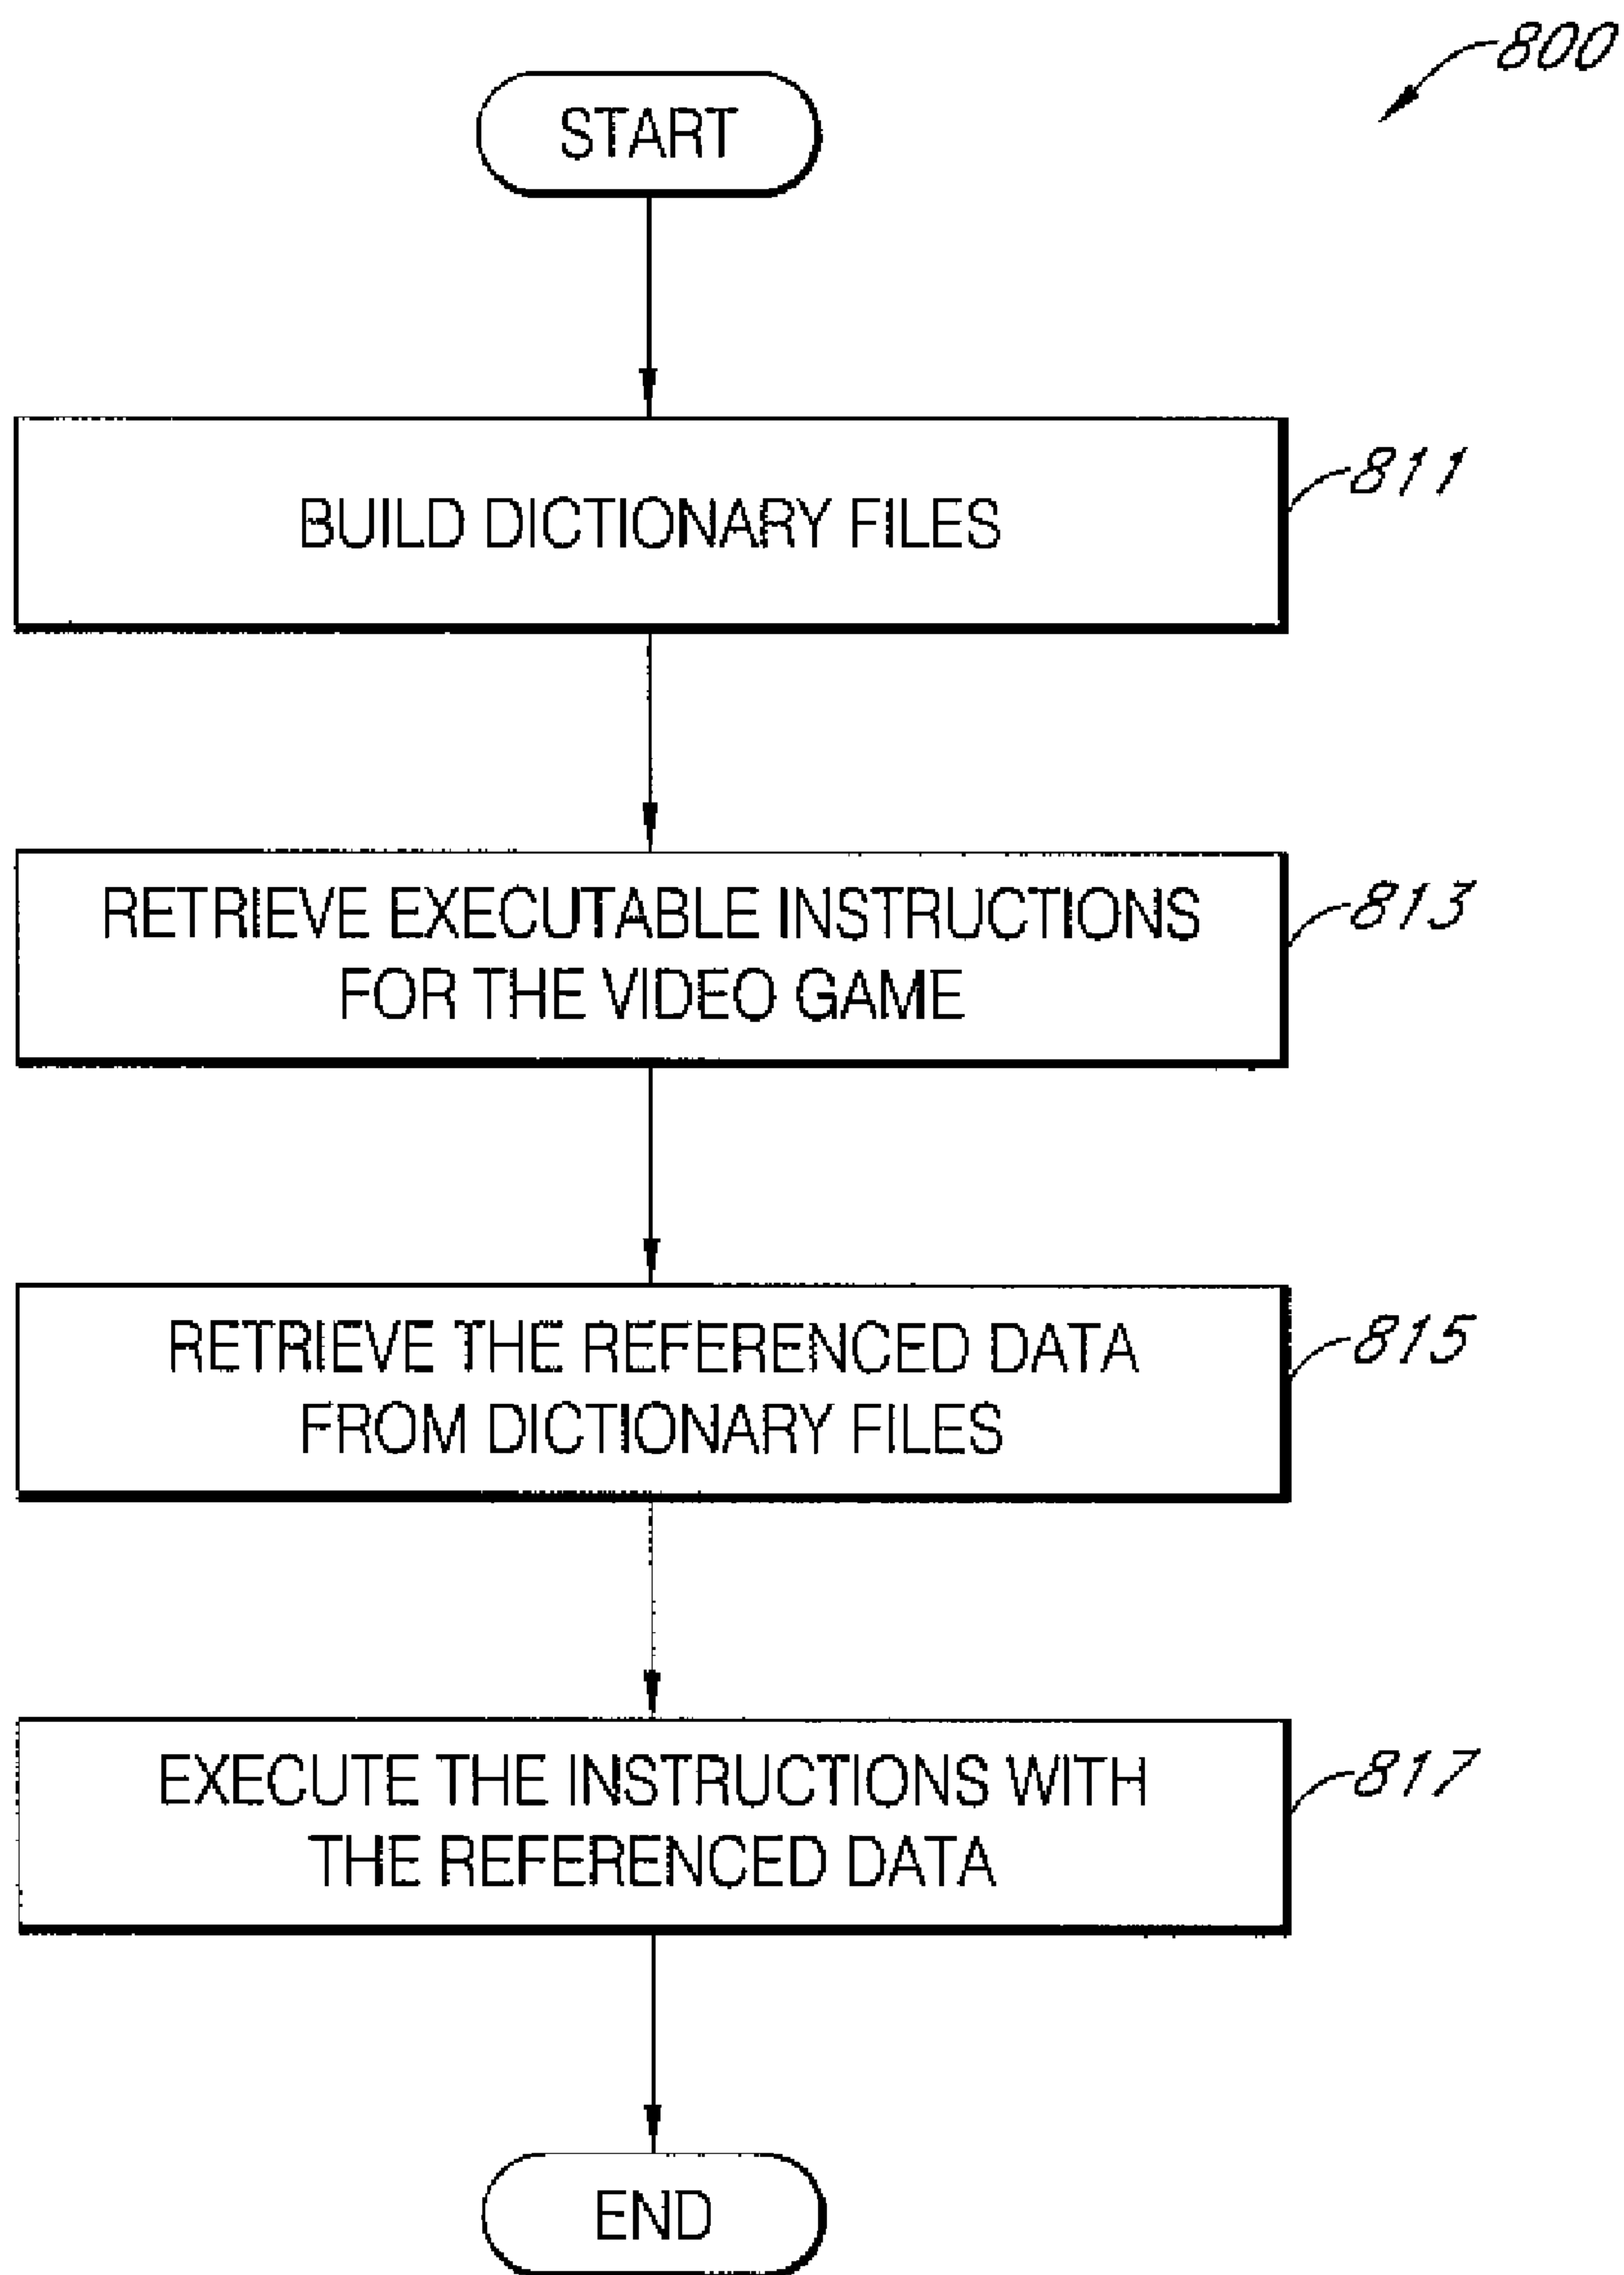 800
START
BUILD DICTIONARY FILES
811
RETRIEVE EXECUTABLE INSTRUCTIONS
FOR THE VIDEO GAME
813
RETRIEVE THE REFERENCED DATA
FROM DICTIONARY FILES
815
EXECUTE THE INSTRUCTIONS WITH
THE REFERENCED DATA
817
END